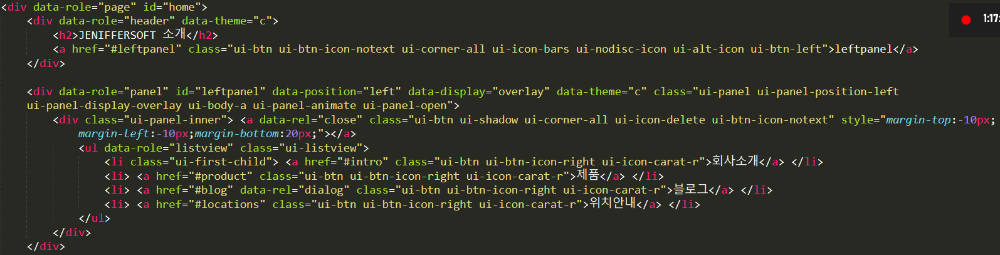 <div data-role="page" id="home">
<div data-role="header" data-theme="c">
<h2>JENIFFERSOFT 소개</h2>
<a href="#leftpanel" class="ui-btn ui-btn-icon-notext ui-corner-all ui-icon-bars ui-nodisc-icon ui-alt-icon ui-btn-left">leftpanel</a>
</div>
<div data-role="panel" id="leftpanel" data-position="left" data-display="overlay" data-theme="c" class="ui-panel ui-panel-position-left
ui-panel-display-overlay ui-body-a ui-panel-animate ui-panel-open">
<div class="ui-panel-inner"> <a data-rel="close" class="ui-btn ui-shadow ui-corner-all ui-icon-delete ui-btn-icon-notext" style="margin-top:-10px;
margin-left:-10px;margin-bottom:20px;"></a>
<ul data-role="listview" class="ui-listview">
<li class="ui-first-child"> <a href="#intro" class="ui-btn ui-btn-icon-right ui-icon-carat-r">회사소개</a> </li>
<li> <a href="#product" class="ui-btn ui-btn-icon-right ui-icon-carat-r">제품</a> </li>
<li> <a href="#blog" data-rel="dialog" class="ui-btn ui-btn-icon-right ui-icon-carat-r">블로그</a> </li>
<li> <a href="#locations" class="ui-btn ui-btn-icon-right ui-icon-carat-r">위치안내</a> </li>
</ul>
</div>
</div>
1:17: